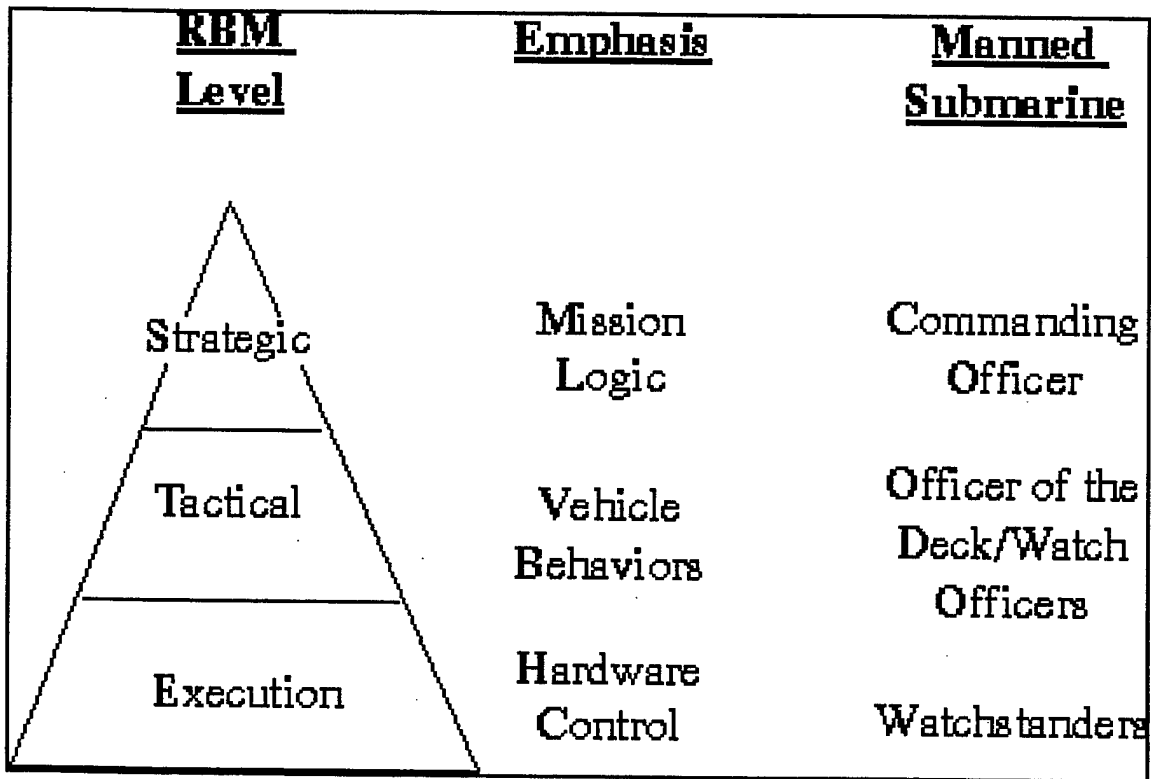 RBM Level
Emphasis
Manned Submarine
Strategic
Mission Logic
Commanding Officer
Tactical
Vehicle Behaviors
Officer of the Deck/Watch Officers
Execution
Hardware Control
Watchstanders